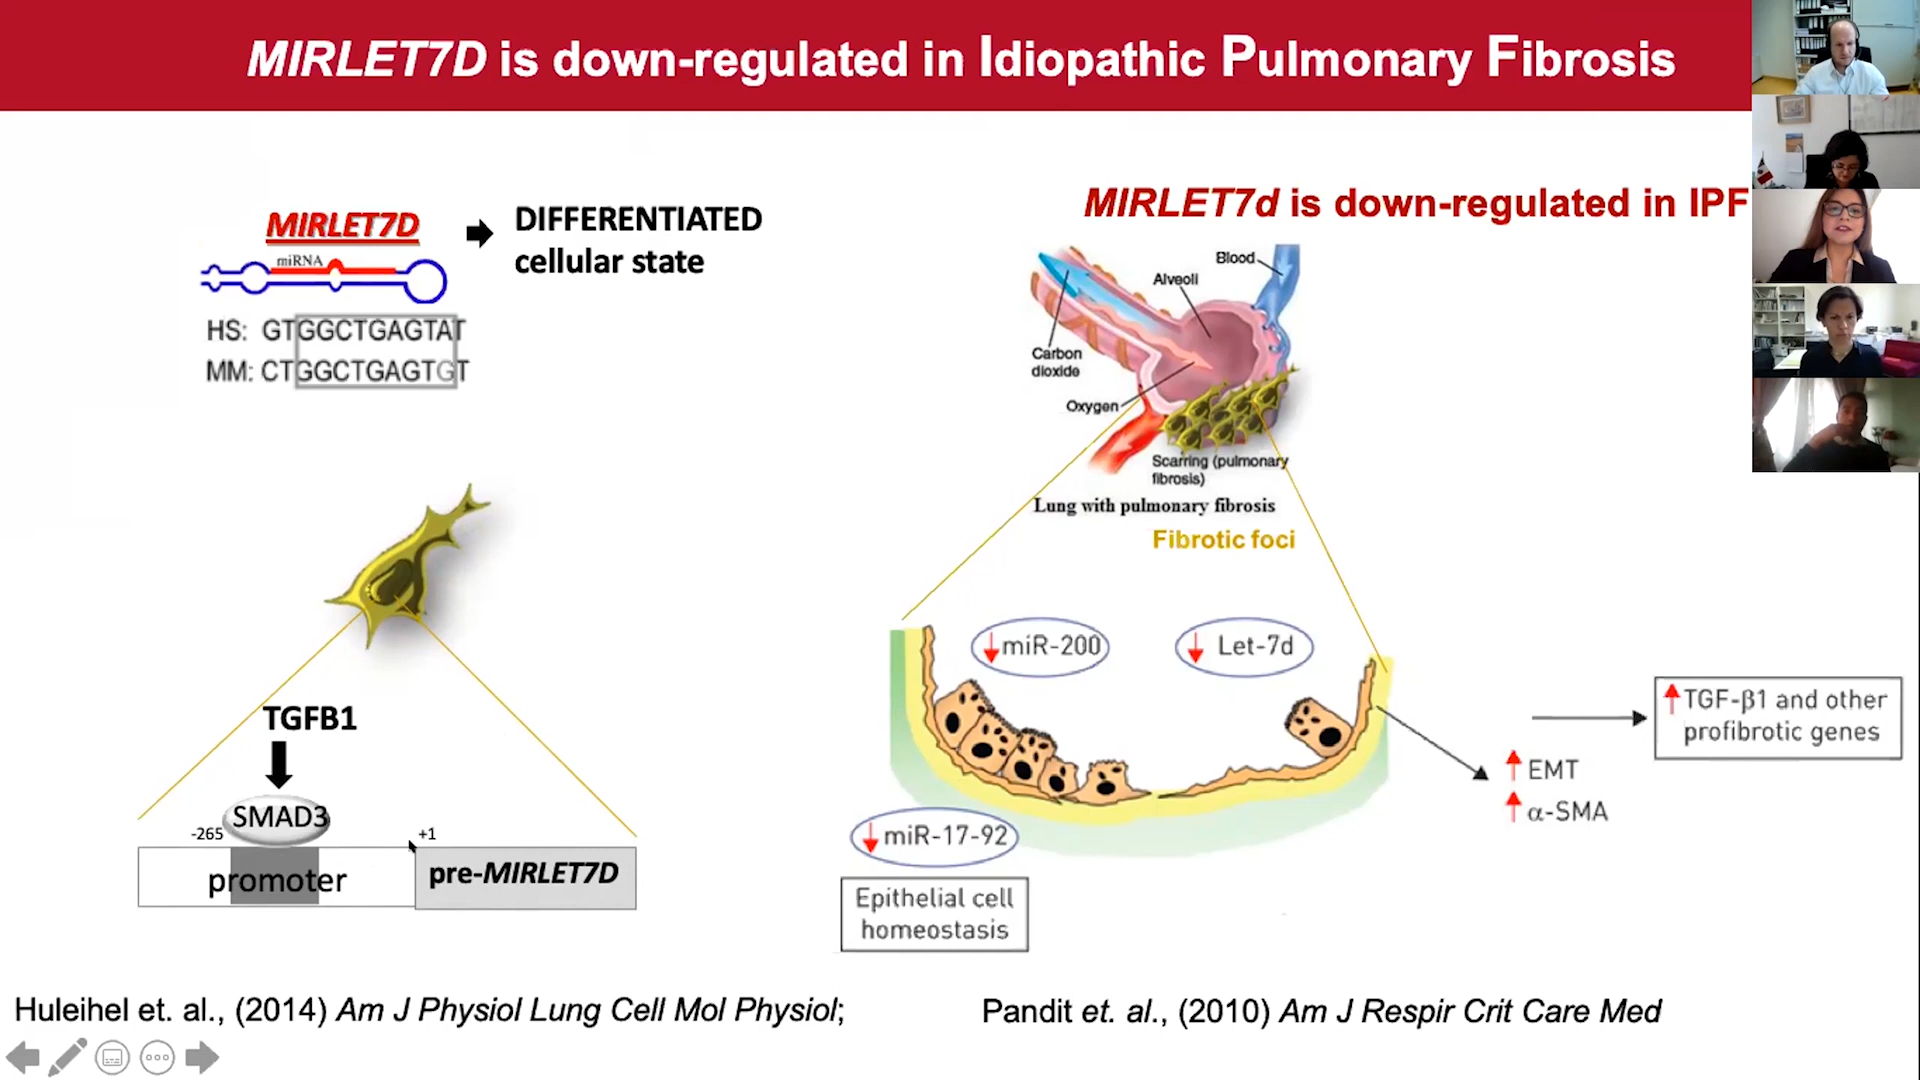 MIRLET7D is down-regulated in Idiopathic Pulmonary Fibrosis
MIRLET7D
DIFFERENTIATED
cellular state
miRNA
HS: GTGGCTGAGTAT
MM: CTGGCTGAGTGT
TGFB1
SMAD3
-265
+1
promoter
pre-MIRLET7D
MIRLET7d is down-regulated in IPF
Blood
Alveoli
Carbon
dioxide
Oxygen
Scarring (pulmonary
fibrosis)
Lung with pulmonary fibrosis
Fibrotic foci
miR-200
Let-7d
miR-17-92
Epithelial cell
homeostasis
EMT
α-SMA
TGF-β1 and other
profibrotic genes
Huleihel et. al., (2014) Am J Physiol Lung Cell Mol Physiol;
Pandit et. al., (2010) Am J Respir Crit Care Med